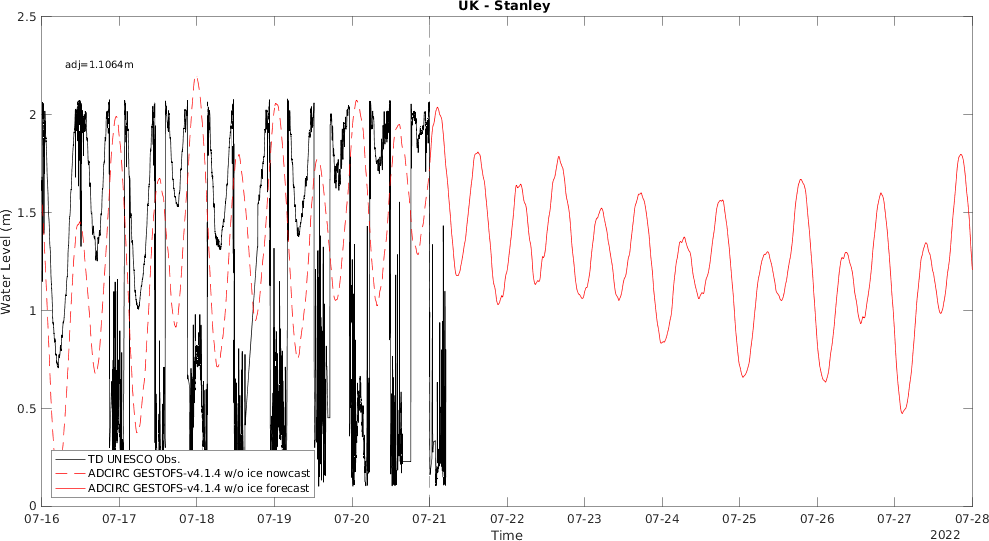 UK - Stanley
2.5
2
1.5
1
0.5
0
Water Level (m)
adj=1.1064m
TD UNESCO Obs.
ADCIRC GESTOFS-v4.1.4 w/o ice nowcast
ADCIRC GESTOFS-v4.1.4 w/o ice forecast
07-16 07-17 07-18 07-19 07-20 07-21 07-22 07-23 07-24 07-25 07-26 07-27 07-28
Time
2022